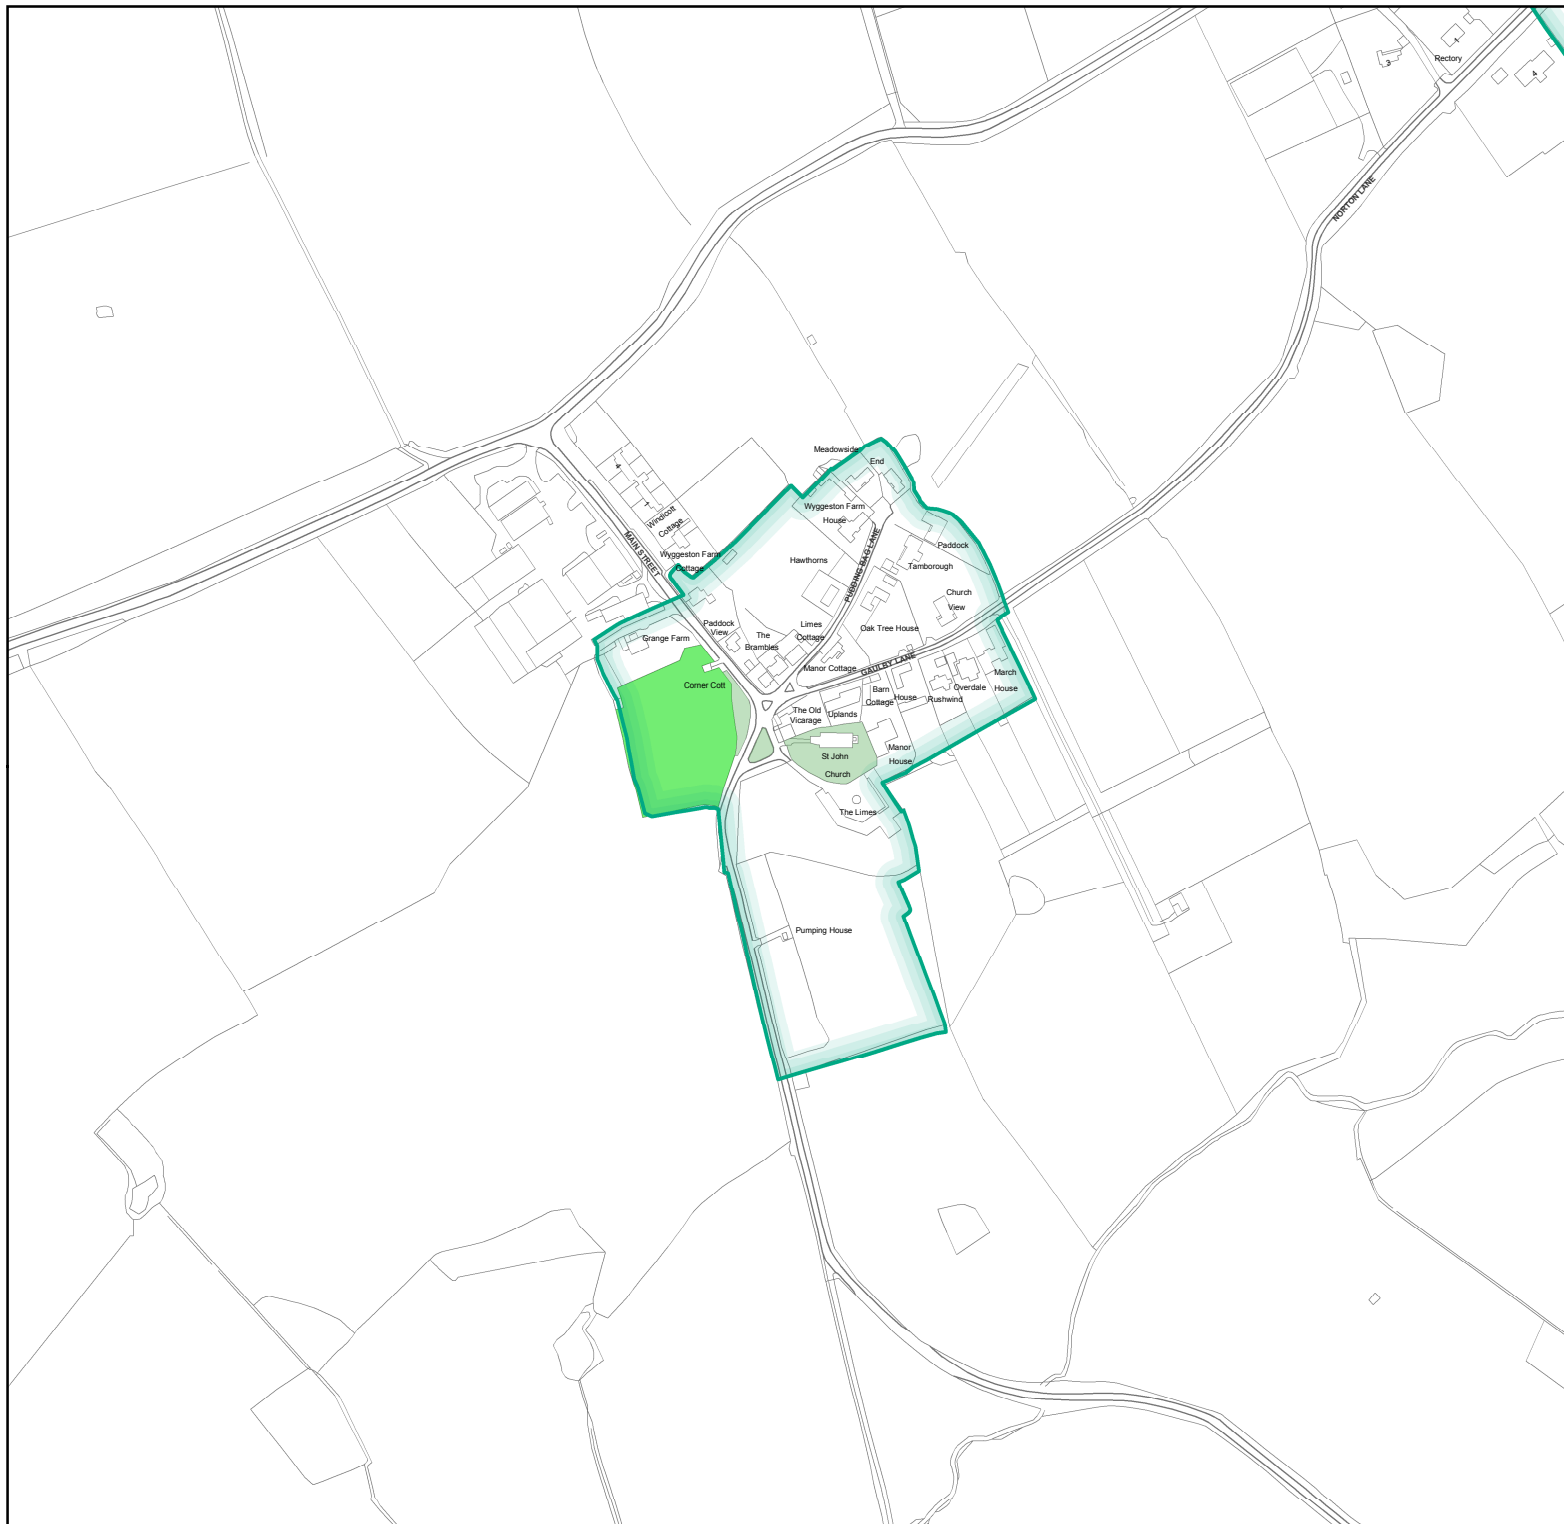 1
Rectory
3
4
NORTON LANE
Meadowside
End
4
1
Windicott
Cottage
Wyggeston Farm
House
MAIN STREET
Wyggeston Farm
Cottage
Hawthorns
PUDDING BAG LANE
Paddock
Tamborough
Church
View
Grange Farm
Paddock
View
The
Brambles
Limes
Cottage
Oak Tree House
Manor Cottage
GAULBY LANE
Corner Cott
The Old
Vicarage
Uplands
Barn
Cottage
House
Rushwind
Overdale
March
House
St John
Church
Manor
House
The Limes
Pumping House